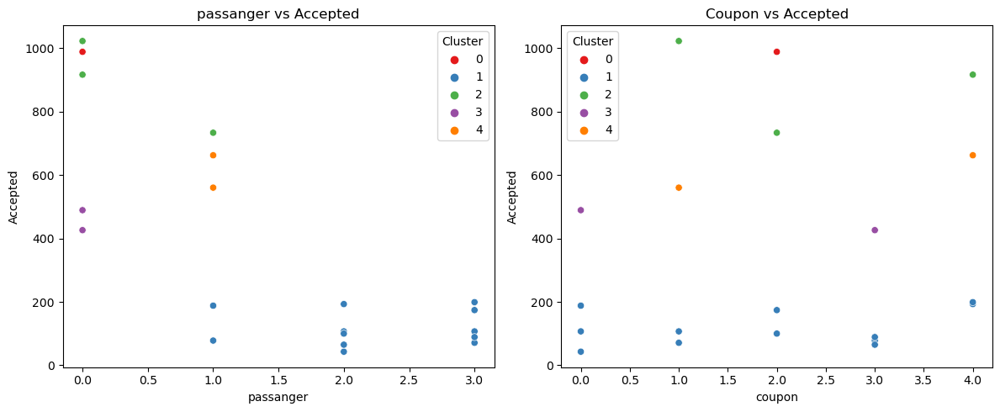 passanger vs Accepted
Accepted
1000
800
600
400
200
0
Cluster
0
1
2
3
4
0.0 0.5 1.0 1.5 2.0 2.5 3.0
passanger
Coupon vs Accepted
Accepted
1000
800
600
400
200
0
Cluster
0
1
2
3
4
0.0 0.5 1.0 1.5 2.0 2.5 3.0 3.5 4.0
coupon